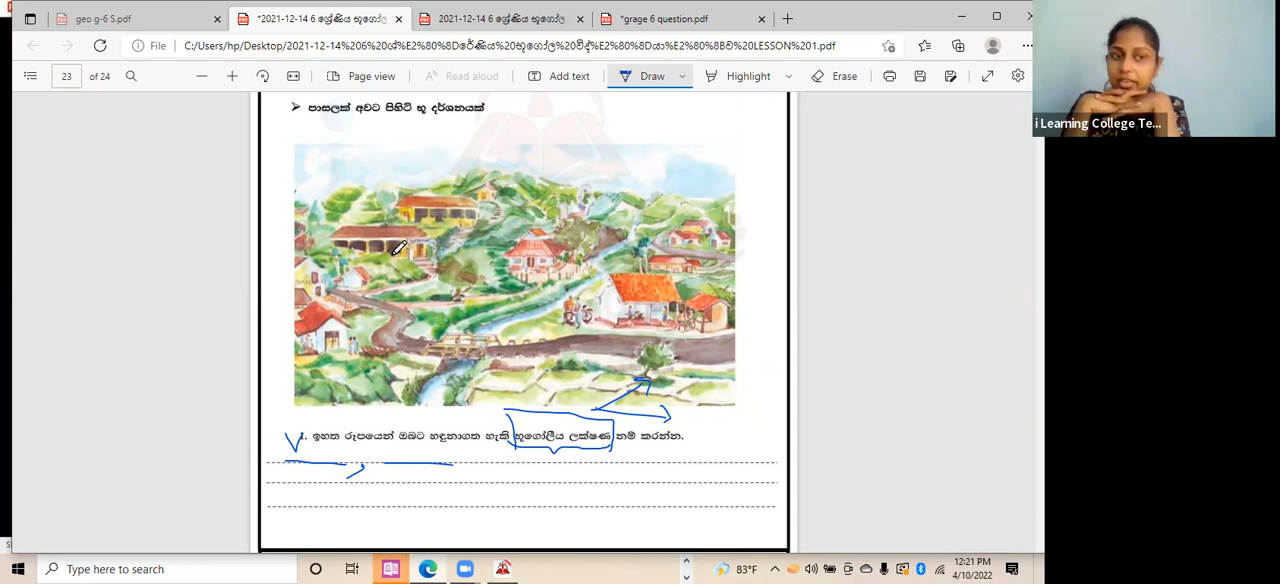 geo g-6 S.pdf
*2021-12-14 6 ශ්‍රේණිය භූගෝල
2021-12-14 6 ශ්‍රේණිය භූගෝල
*grage 6 question.pdf
File
C:/Users/hp/Desktop/2021-12-14%206%20ශ්%E2%80%8Dරේණිය%20භූගෝල%20විද්%E2%80%8Dයා%E2%80%8BĐ%20LESSON%201.pdf
23 of 24
Page view
Read aloud
Add text
Draw
Highlight
Erase
i Learning College Te...
පාසලක් අවට පිහිටි භූ දර්ශනයක්
1. ඉහත රූපයෙන් ඔබට හඳුනාගත හැකි භූගෝලීය ලක්ෂණ නම් කරන්න.
Type here to search
83°F
12:21 PM
4/10/2022